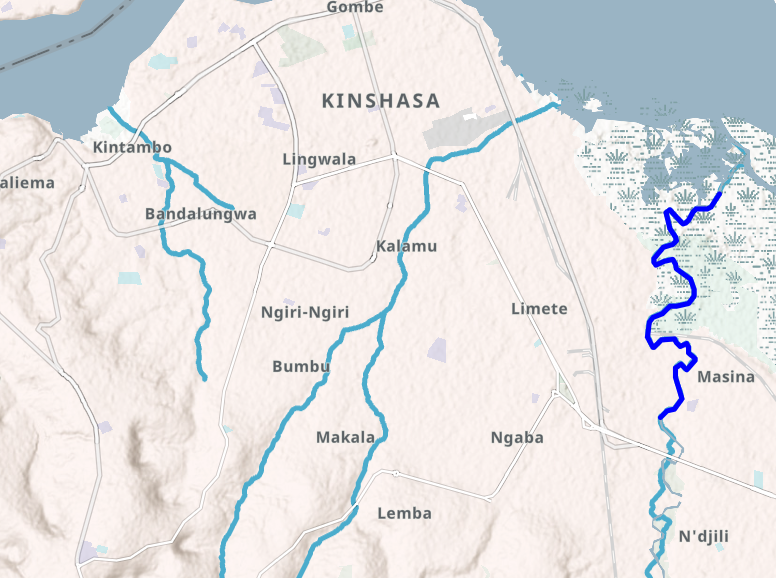 Gombe
KINSHASA
Kintambo
Lingwala
aliema
Bandalungwa
Kalamu
Ngiri-Ngiri
Limete
Bumbu
Masina
Makala
Ngaba
Lemba
N'djili